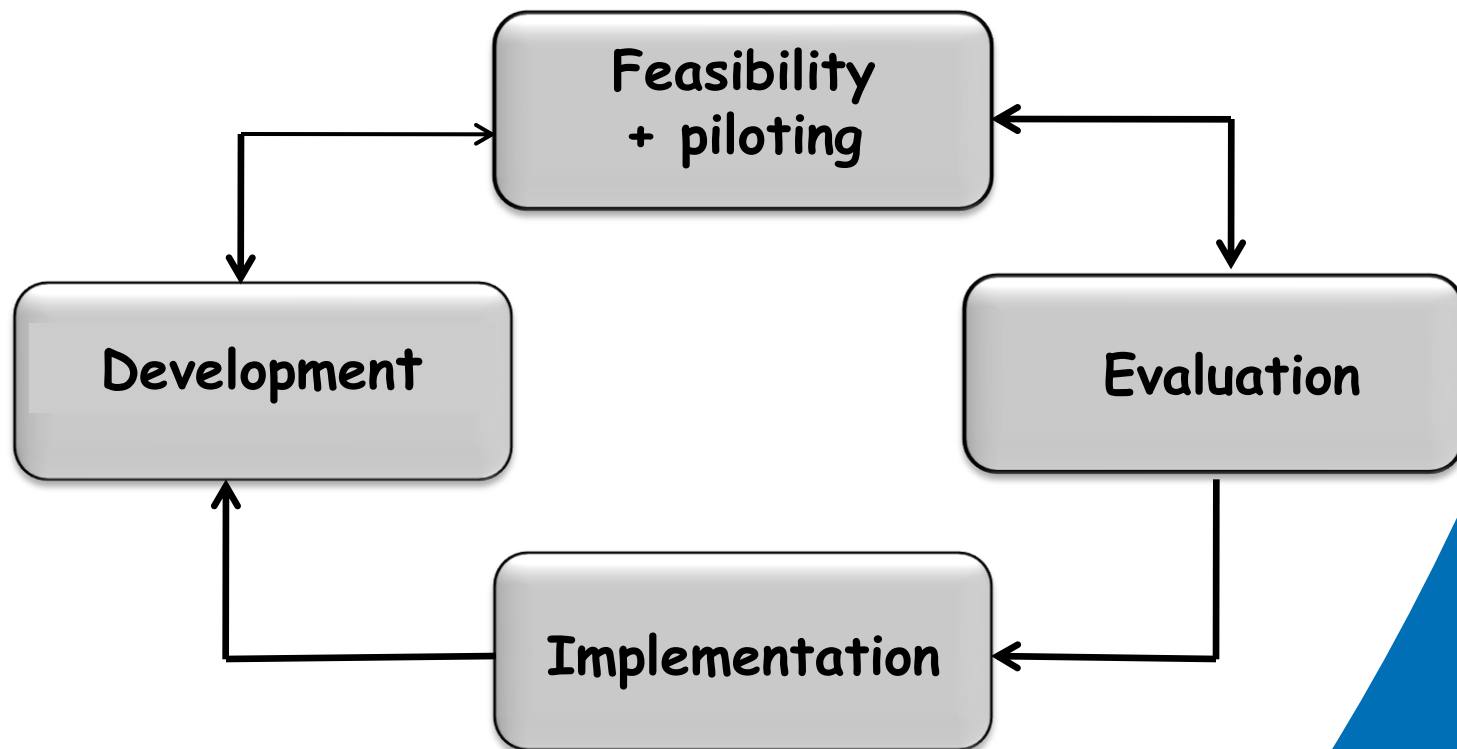 Feasibility
+ piloting
Development
Evaluation
Implementation